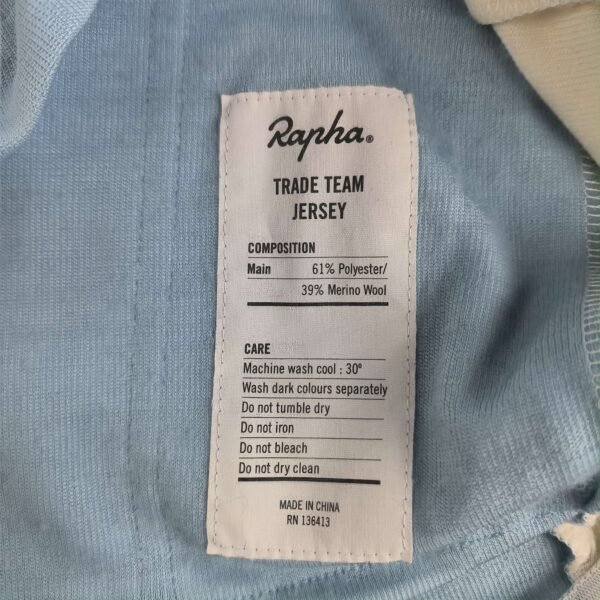 Rapha®
TRADE TEAM
JERSEY
COMPOSITION
Main 61% Polyester/
39% Merino Wool
CARE
Machine wash cool : 30°
Wash dark colours separately
Do not tumble dry
Do not iron
Do not bleach
Do not dry clean
MADE IN CHINA
RN 136413